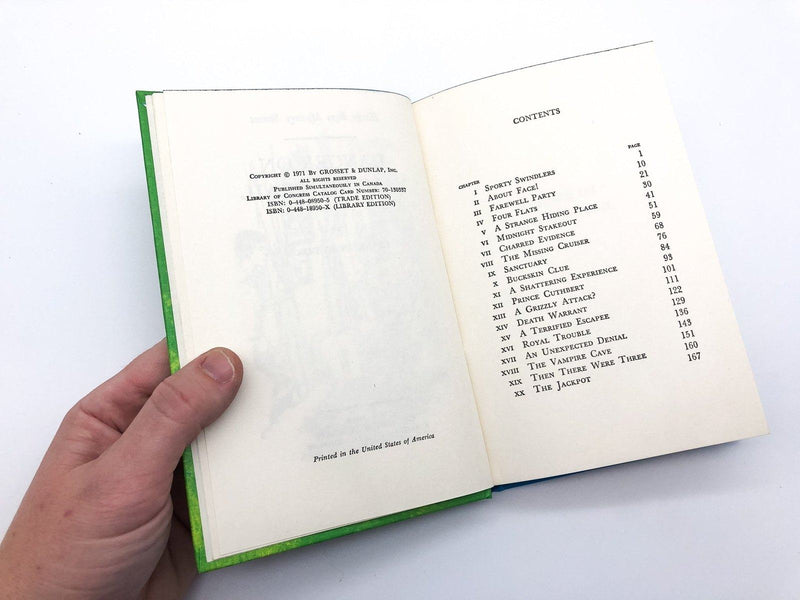 COPYRIGHT © 1971 BY GROSSET & DUNLAP, INC.
ALL RIGHTS RESERVED
PUBLISHED SIMULTANEOUSLY IN CANADA
LIBRARY OF CONGRESS CATALOG CARD NUMBER:
ISBN: 0-448-08950-5 (TRADE EDITION)
ISBN: 0-448-18950-X (LIBRARY EDITION)
Printed in the United States of America
CONTENTS
CHAPTER PAGE
I SPORTY SWINDLERS 1
II ABOUT FACE! 10
III FAREWELL PARTY 21
IV FOUR FLATS 30
V A STRANGE HIDING PLACE 41
VI MIDNIGHT STAKEOUT 51
VII CHARRED EVIDENCE 59
VIII THE MISSING CRUISER 68
IX SANCTUARY 76
X BUCKSKIN CLUE 84
XI A SHATTERING EXPERIENCE 93
XII PRINCE CUTHBERT 101
XIII A GRIZZLY ATTACK? 111
XIV DEATH WARRANT 122
XV A TERRIFIED ESCAPEE 129
XVI ROYAL TROUBLE 136
XVII AN UNEXPECTED DENIAL 143
XVIII THE VAMPIRE CAVE 151
XIX THEN THERE WERE THREE 160
XX THE JACKPOT 167